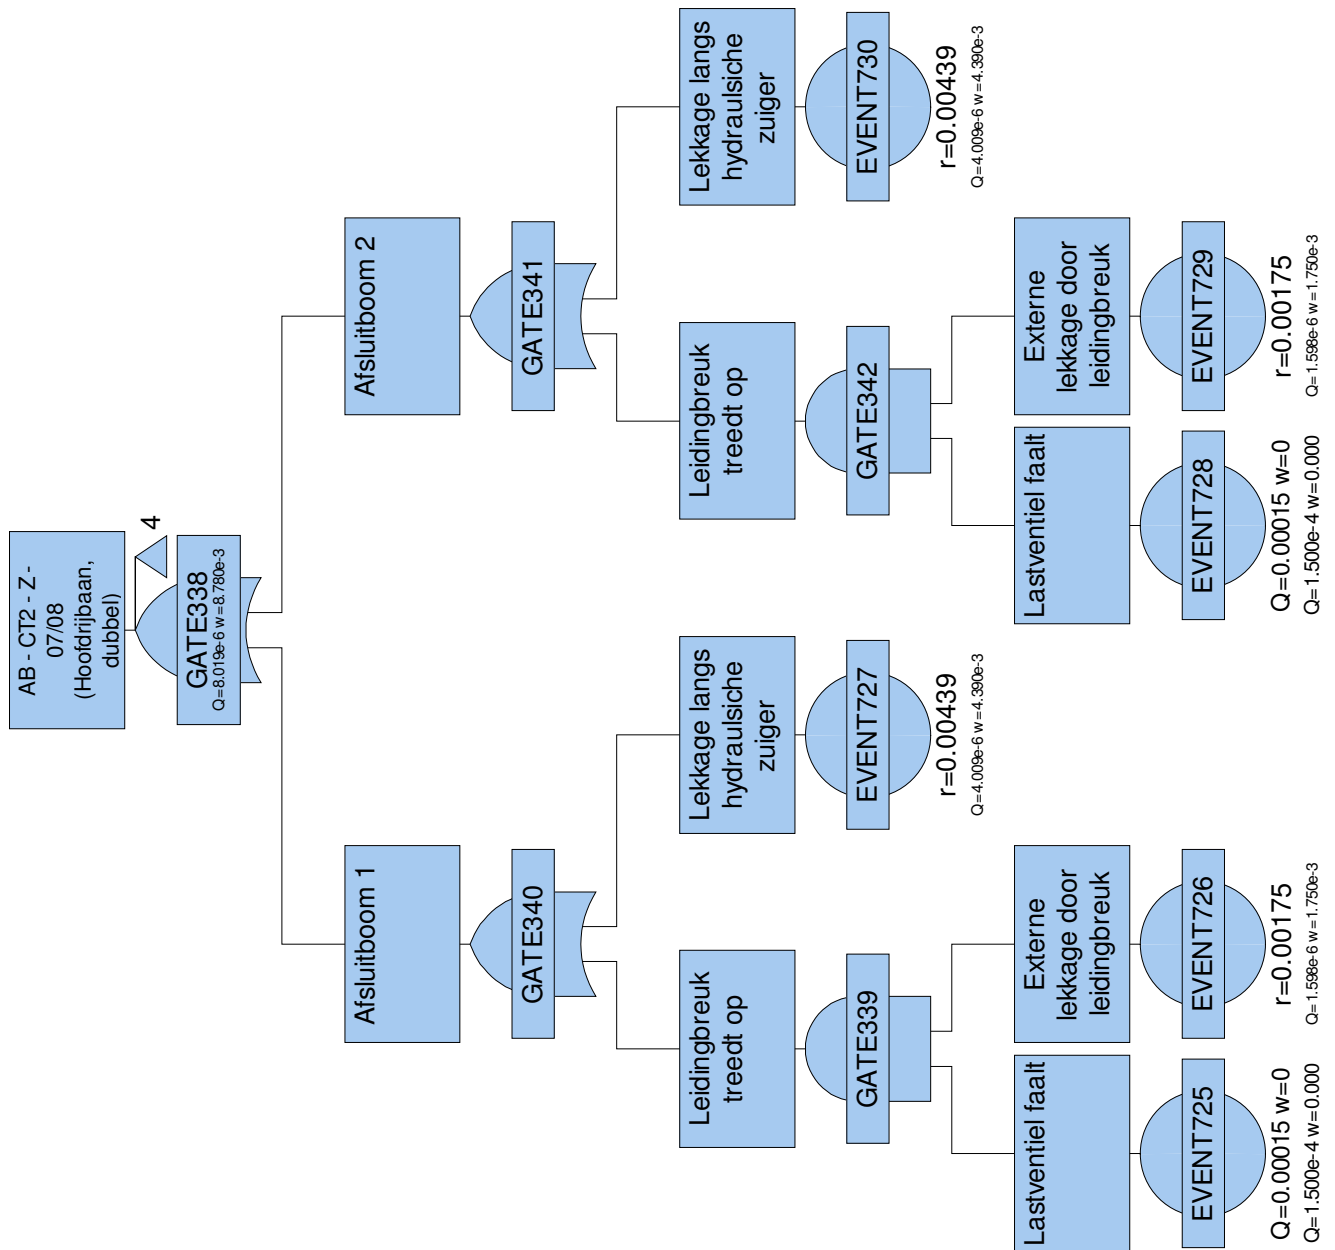 AB - CT2 - Z -
07/08
(Hoofdrijbaan,
dubbel)
4
GATE338
Q=8.019e-6 w=8.780e-3
Afsluitboom 1
GATE340
Afsluitboom 2
GATE341
Leidingbreuk
treedt op
GATE339
Lekkage langs
hydraulsiche
zuiger
EVENT727
r=0.00439
Q=4.009e-6 w=4.390e-3
Leidingbreuk
treedt op
GATE342
Lekkage langs
hydraulsiche
zuiger
EVENT730
r=0.00439
Q=4.009e-6 w=4.390e-3
Lastventiel faalt
EVENT725
Q=0.00015 w=0
Q=1.500e-4 w=0.000
Externe
lekkage door
leidingbreuk
EVENT726
r=0.00175
Q=1.598e-6 w=1.750e-3
Lastventiel faalt
EVENT728
Q=0.00015 w=0
Q=1.500e-4 w=0.000
Externe
lekkage door
leidingbreuk
EVENT729
r=0.00175
Q=1.598e-6 w=1.750e-3